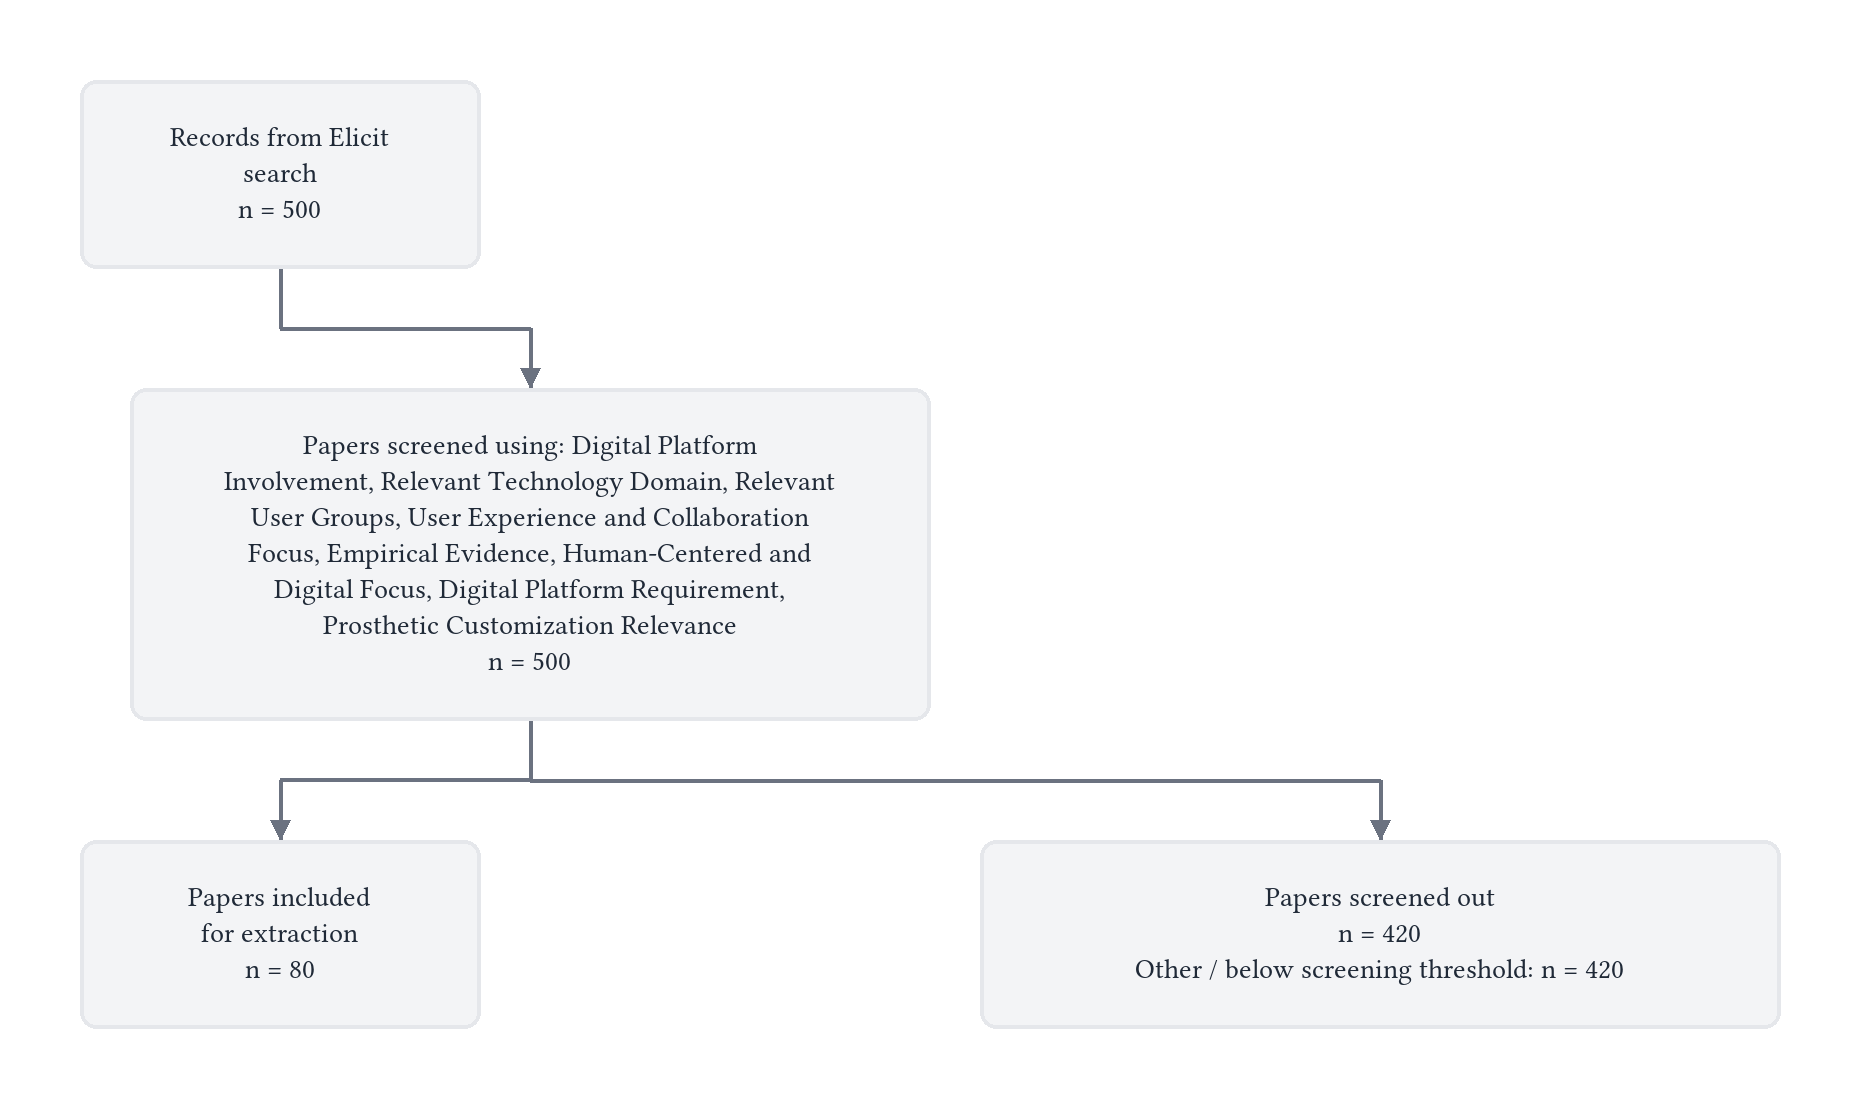 Records from Elicit
search
n = 500
Papers screened using: Digital Platform
Involvement, Relevant Technology Domain, Relevant
User Groups, User Experience and Collaboration
Focus, Empirical Evidence, Human-Centered and
Digital Focus, Digital Platform Requirement,
Prosthetic Customization Relevance
n = 500
Papers included
for extraction
n = 80
Papers screened out
n = 420
Other / below screening threshold: n = 420